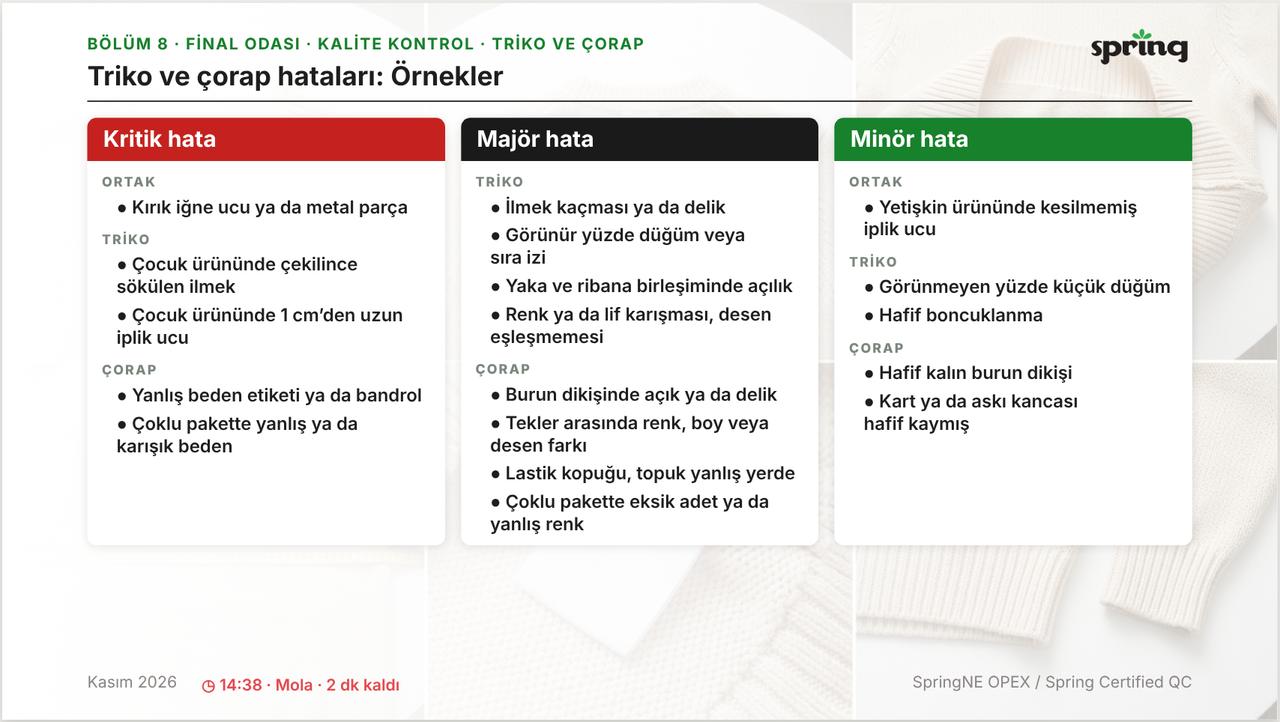 BÖLÜM 8 · FİNAL ODASI · KALİTE KONTROL · TRİKO VE ÇORAP
spring
Triko ve çorap hataları: Örnekler
Kritik hata
ORTAK
● Kırık iğne ucu ya da metal parça
TRİKO
● Çocuk ürününde çekilince
sökülen ilmek
● Çocuk ürününde 1 cm’den uzun
iplik ucu
ÇORAP
● Yanlış beden etiketi ya da bandrol
● Çoklu pakette yanlış ya da
karışık beden
Majör hata
TRİKO
● İlmek kaçması ya da delik
● Görünür yüzde düğüm veya
sıra izi
● Yaka ve ribana birleşiminde açılık
● Renk ya da lif karışması, desen
eşleşmemesi
ÇORAP
● Burun dikişinde açık ya da delik
● Tekler arasında renk, boy veya
desen farkı
● Lastik kopuğu, topuk yanlış yerde
● Çoklu pakette eksik adet ya da
yanlış renk
Minör hata
ORTAK
● Yetişkin ürününde kesilmemiş
iplik ucu
TRİKO
● Görünmeyen yüzde küçük düğüm
● Hafif boncuklanma
ÇORAP
● Hafif kalın burun dikişi
● Kart ya da askı kancası
hafif kaymış
Kasım 2026
14:38 · Mola · 2 dk kaldı
SpringNE OPEX / Spring Certified QC